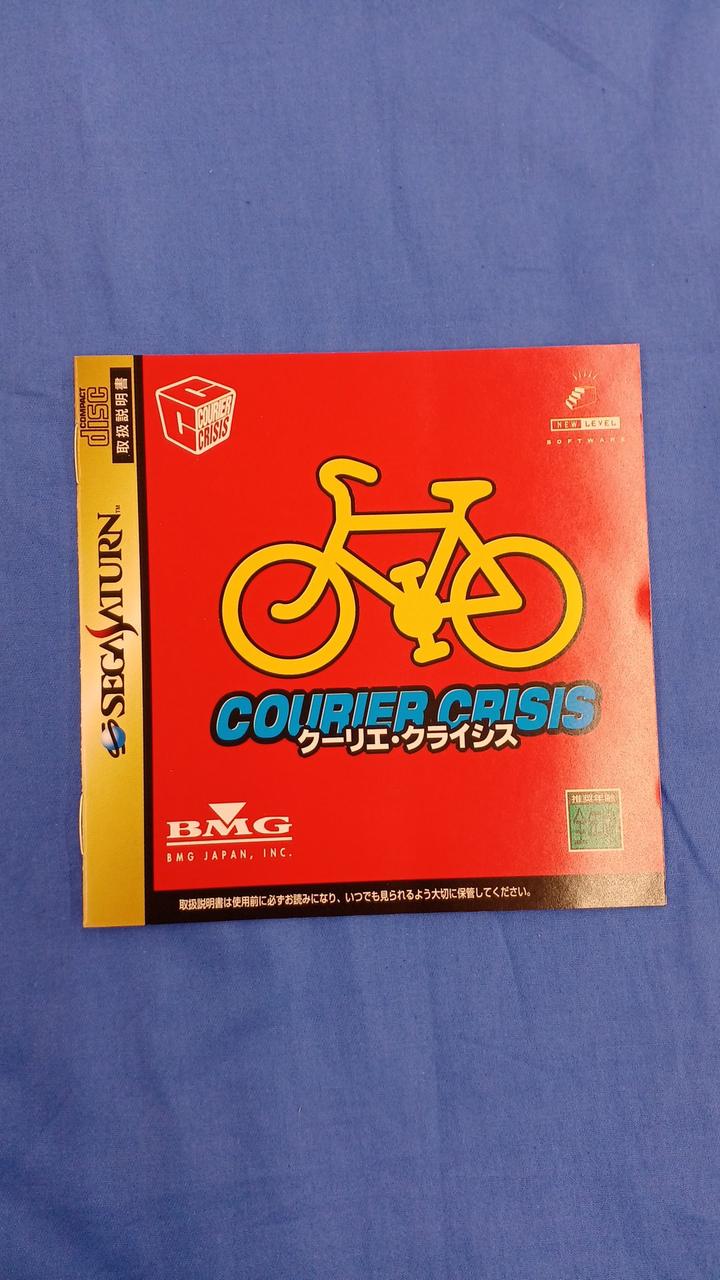 COMPACT
disc
取扱説明書
SEGA SATURN™
COURIER
CRISIS
NEW LEVEL
SOFTWARE
COURIER CRISIS
クーリエ・クライシス
BMG
BMG JAPAN, INC.
推奨年齢
取扱説明書は使用前に必ずお読みになり、いつでも見られるよう大切に保管してください。